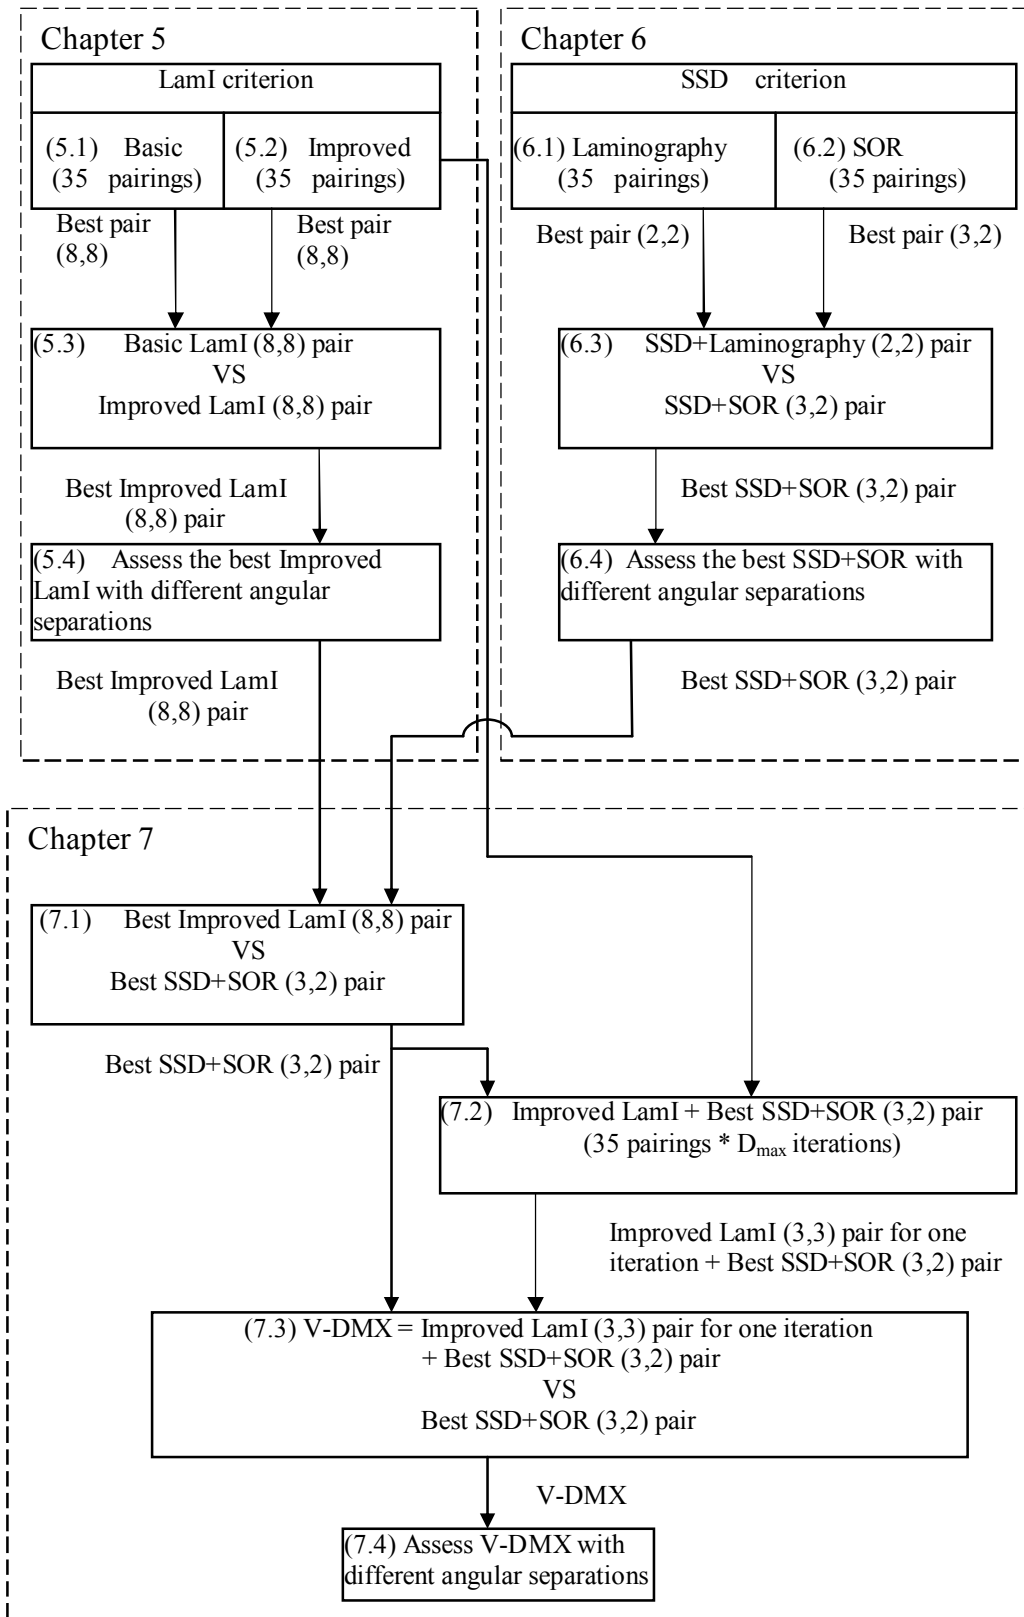 Chapter 5
LamI criterion
(5.1) Basic
(35 pairings)
(5.2) Improved
(35 pairings)
Best pair
(8,8)
Best pair
(8,8)
(5.3) Basic LamI (8,8) pair
VS
Improved LamI (8,8) pair
Best Improved LamI
(8,8) pair
(5.4) Assess the best Improved
LamI with different angular
separations
Best Improved LamI
(8,8) pair
Chapter 6
SSD criterion
(6.1) Laminography
(35 pairings)
(6.2) SOR
(35 pairings)
Best pair (2,2)
Best pair (3,2)
(6.3) SSD+Laminography (2,2) pair
VS
SSD+SOR (3,2) pair
Best SSD+SOR (3,2) pair
(6.4) Assess the best SSD+SOR with
different angular separations
Best SSD+SOR (3,2) pair
Chapter 7
(7.1) Best Improved LamI (8,8) pair
VS
Best SSD+SOR (3,2) pair
Best SSD+SOR (3,2) pair
(7.2) Improved LamI + Best SSD+SOR (3,2) pair
(35 pairings * Dmax iterations)
Improved LamI (3,3) pair for one
iteration + Best SSD+SOR (3,2) pair
(7.3) V-DMX = Improved LamI (3,3) pair for one iteration
+ Best SSD+SOR (3,2) pair
VS
Best SSD+SOR (3,2) pair
V-DMX
(7.4) Assess V-DMX with
different angular separations